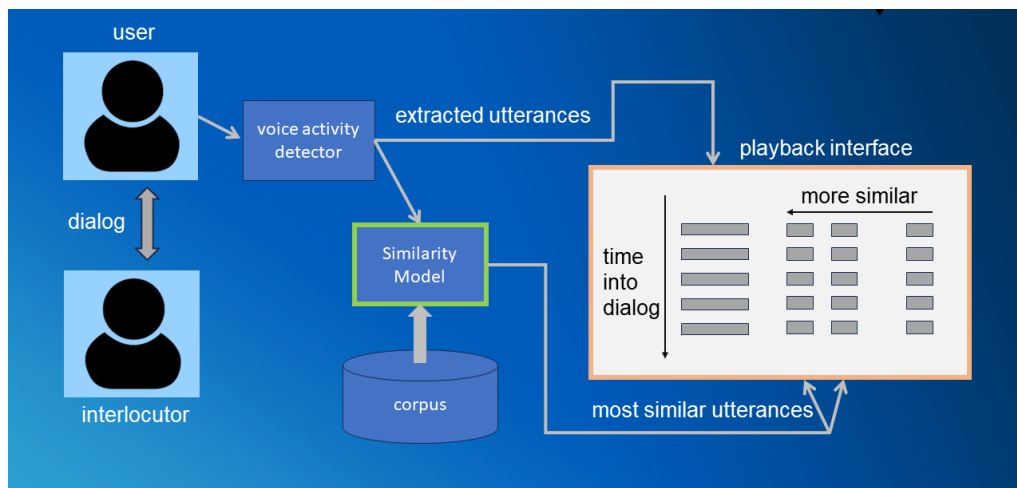 user
voice activity
detector
extracted utterances
playback interface
dialog
Similarity
Model
more similar
time
into
dialog
corpus
interlocutor
most similar utterances